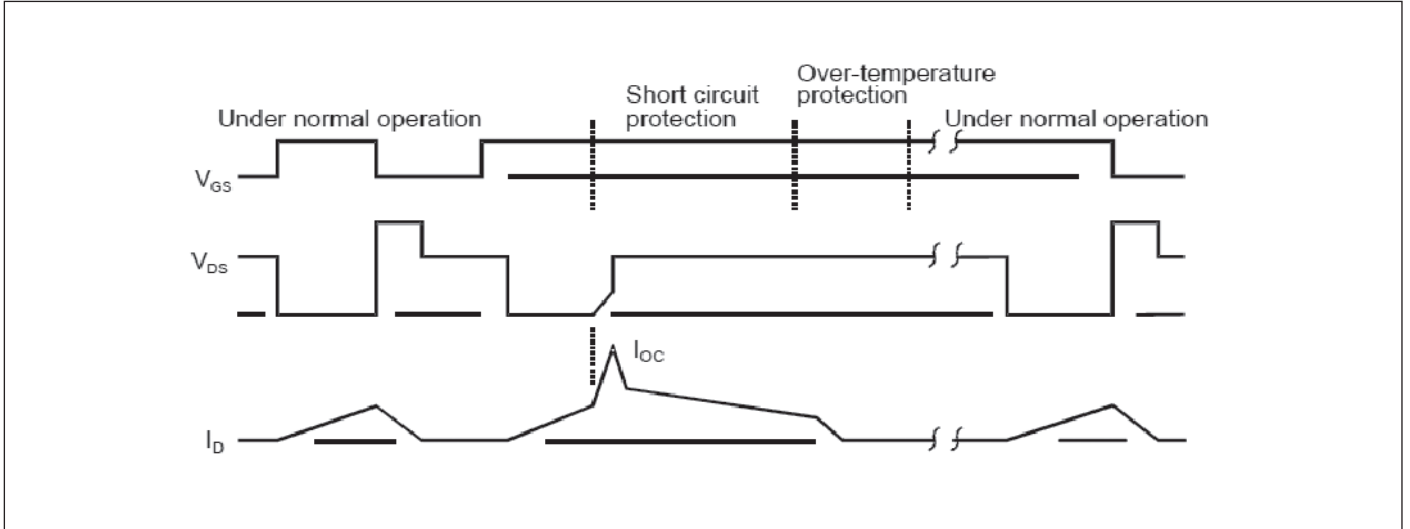 Over-temperature
Short circuit protection
Under normal operation protection Under normal operation
VGS
VDS
IOC
ID